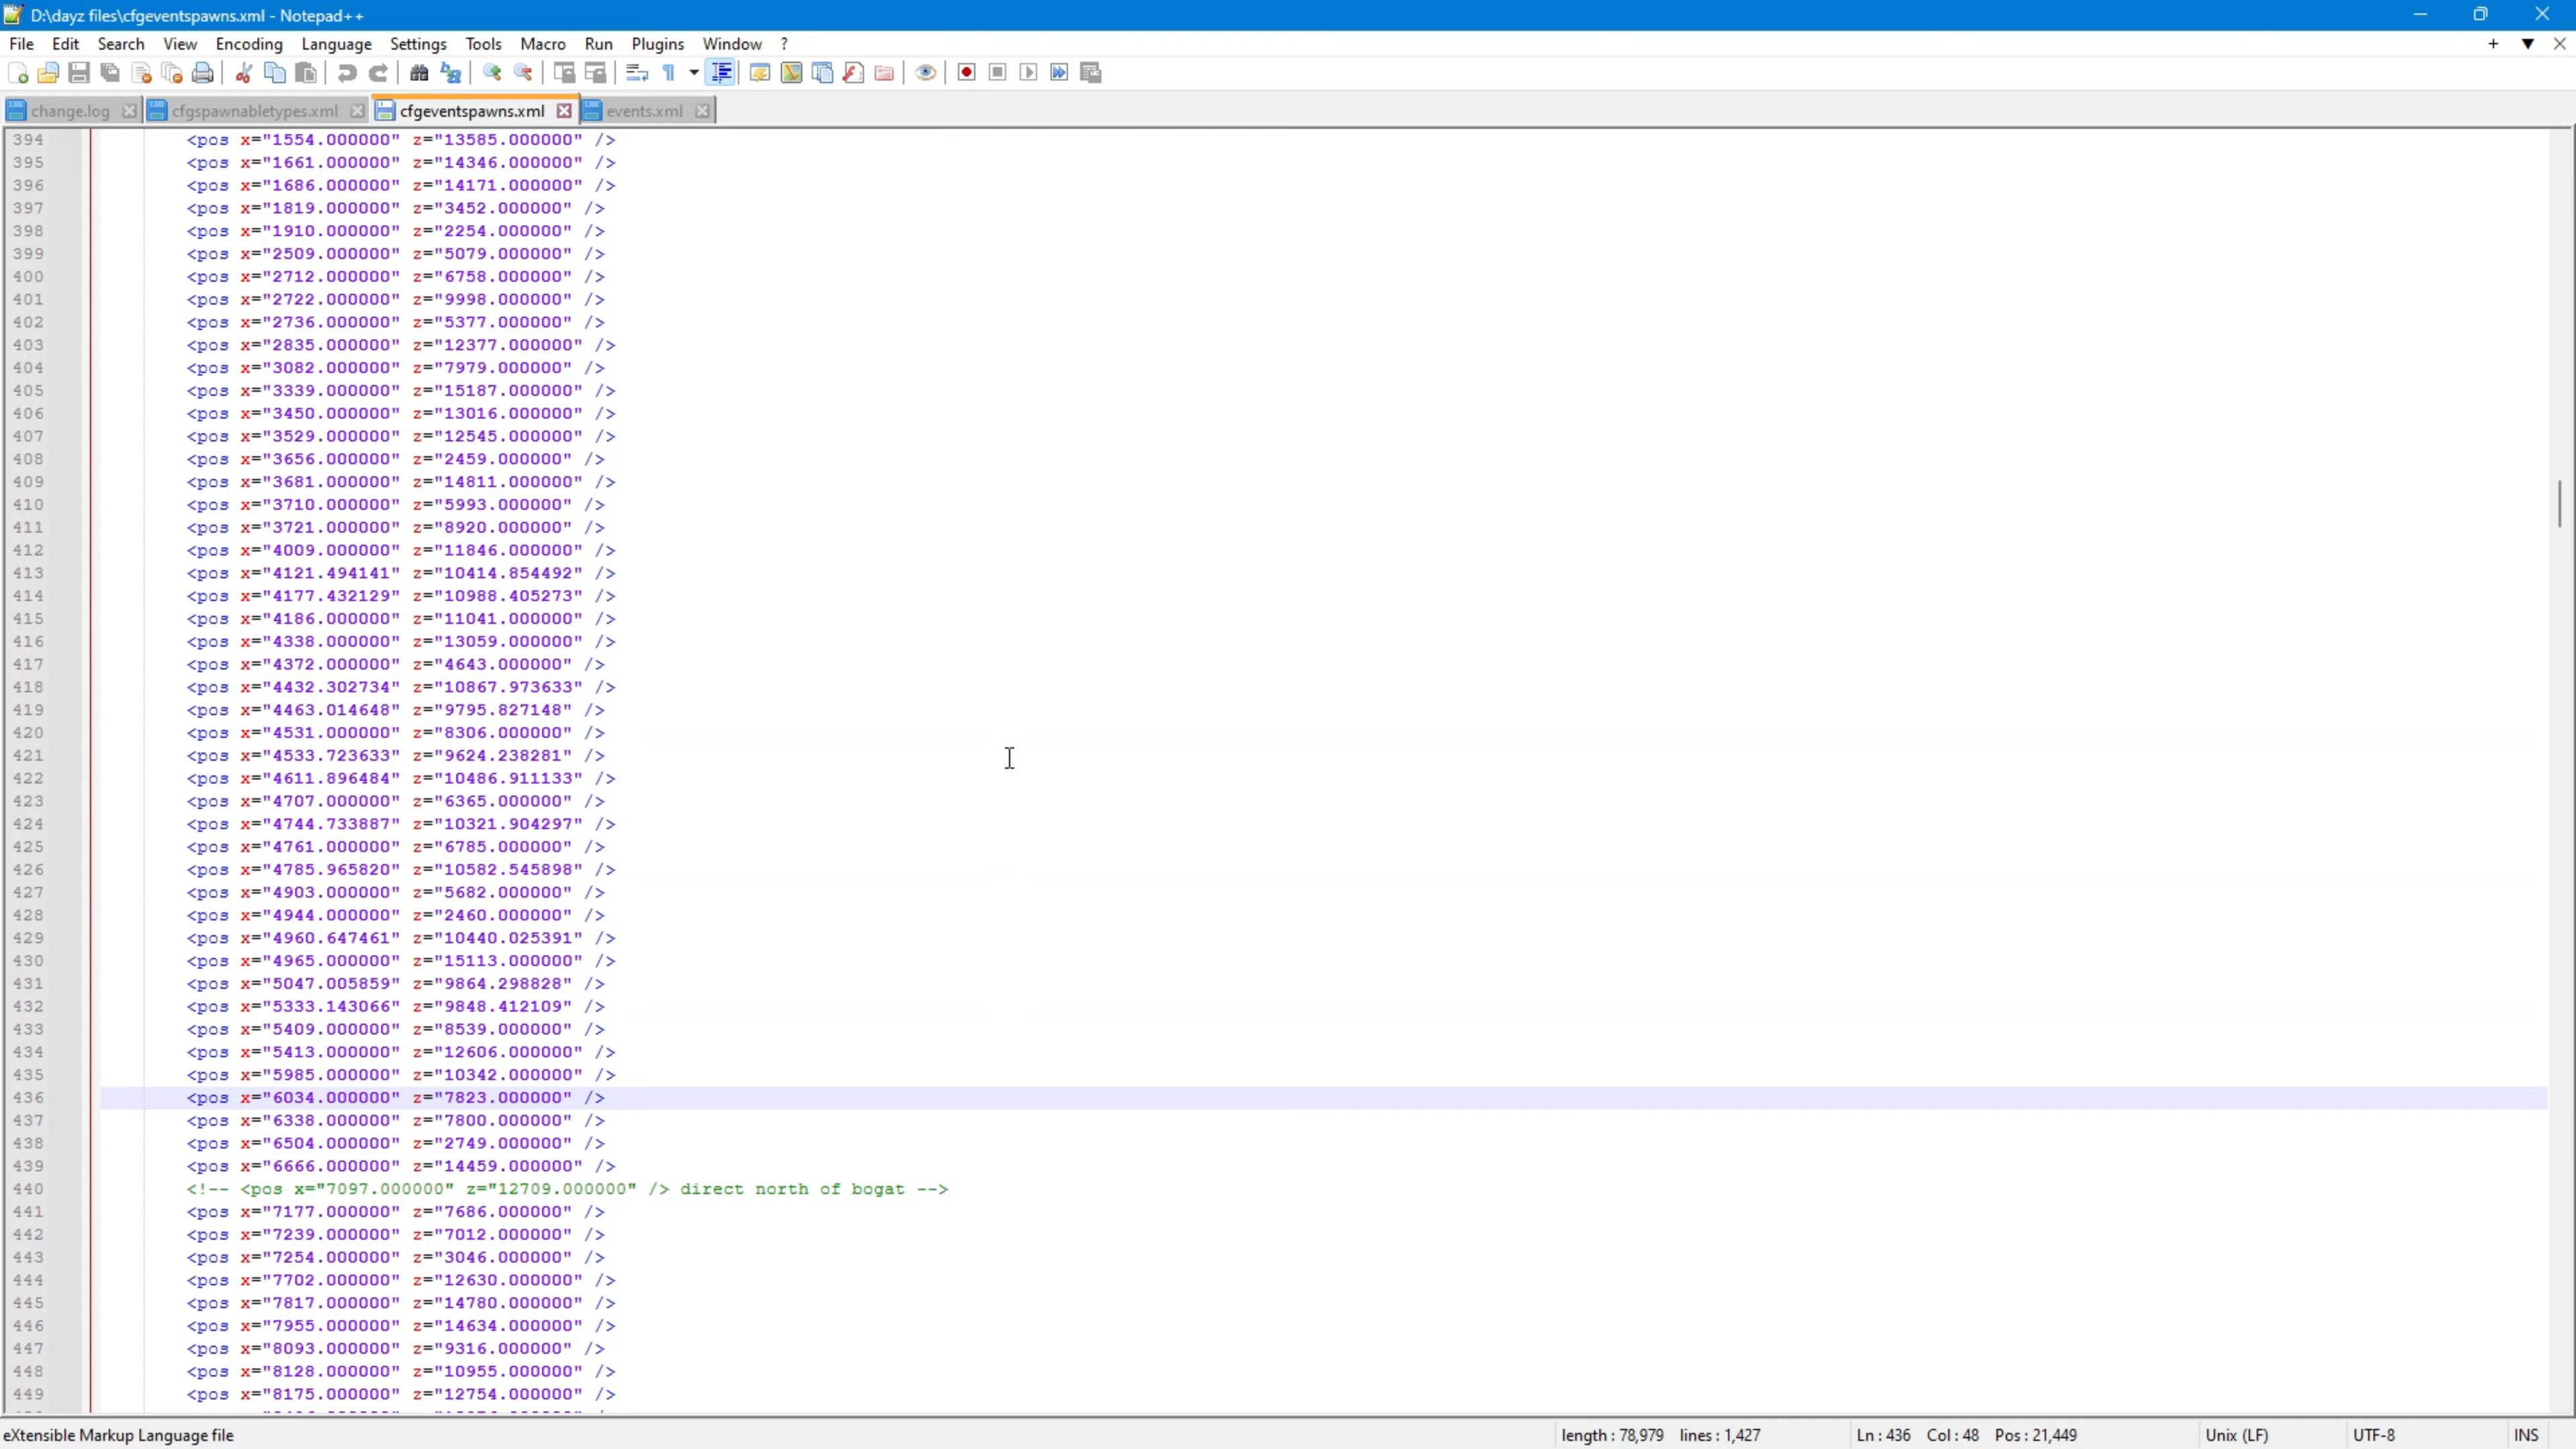 D:\dayz files\cfgeventspawns.xml - Notepad++
File Edit Search View Encoding Language Settings Tools Macro Run Plugins Window ?
change.log cfgspawnabletypes.xml cfgeventspawns.xml events.xml
394 <pos x="1554.000000" z="13585.000000" />
395 <pos x="1661.000000" z="14346.000000" />
396 <pos x="1686.000000" z="14171.000000" />
397 <pos x="1819.000000" z="3452.000000" />
398 <pos x="1910.000000" z="2254.000000" />
399 <pos x="2509.000000" z="5079.000000" />
400 <pos x="2712.000000" z="6758.000000" />
401 <pos x="2722.000000" z="9998.000000" />
402 <pos x="2736.000000" z="5377.000000" />
403 <pos x="2835.000000" z="12377.000000" />
404 <pos x="3082.000000" z="7979.000000" />
405 <pos x="3339.000000" z="15187.000000" />
406 <pos x="3450.000000" z="13016.000000" />
407 <pos x="3529.000000" z="12545.000000" />
408 <pos x="3656.000000" z="2459.000000" />
409 <pos x="3681.000000" z="14811.000000" />
410 <pos x="3710.000000" z="5993.000000" />
411 <pos x="3721.000000" z="8920.000000" />
412 <pos x="4009.000000" z="11846.000000" />
413 <pos x="4121.494141" z="10414.854492" />
414 <pos x="4177.432129" z="10988.405273" />
415 <pos x="4186.000000" z="11041.000000" />
416 <pos x="4338.000000" z="13059.000000" />
417 <pos x="4372.000000" z="4643.000000" />
418 <pos x="4432.302734" z="10867.973633" />
419 <pos x="4463.014648" z="9795.827148" />
420 <pos x="4531.000000" z="8306.000000" />
421 <pos x="4533.723633" z="9624.238281" />
422 <pos x="4611.896484" z="10486.911133" />
423 <pos x="4707.000000" z="6365.000000" />
424 <pos x="4744.733887" z="10321.904297" />
425 <pos x="4761.000000" z="6785.000000" />
426 <pos x="4785.965820" z="10582.545898" />
427 <pos x="4903.000000" z="5682.000000" />
428 <pos x="4944.000000" z="2460.000000" />
429 <pos x="4960.647461" z="10440.025391" />
430 <pos x="4965.000000" z="15113.000000" />
431 <pos x="5047.005859" z="9864.298828" />
432 <pos x="5333.143066" z="9848.412109" />
433 <pos x="5409.000000" z="8539.000000" />
434 <pos x="5413.000000" z="12606.000000" />
435 <pos x="5985.000000" z="10342.000000" />
436 <pos x="6034.000000" z="7823.000000" />
437 <pos x="6338.000000" z="7800.000000" />
438 <pos x="6504.000000" z="2749.000000" />
439 <pos x="6666.000000" z="14459.000000" />
440 <!-- <pos x="7097.000000" z="12709.000000" /> direct north of bogat -->
441 <pos x="7177.000000" z="7686.000000" />
442 <pos x="7239.000000" z="7012.000000" />
443 <pos x="7254.000000" z="3046.000000" />
444 <pos x="7702.000000" z="12630.000000" />
445 <pos x="7817.000000" z="14780.000000" />
446 <pos x="7955.000000" z="14634.000000" />
447 <pos x="8093.000000" z="9316.000000" />
448 <pos x="8128.000000" z="10955.000000" />
449 <pos x="8175.000000" z="12754.000000" />
eXtensible Markup Language file length : 78,979 lines : 1,427 Ln : 436 Col : 48 Pos : 21,449 Unix (LF) UTF-8 INS